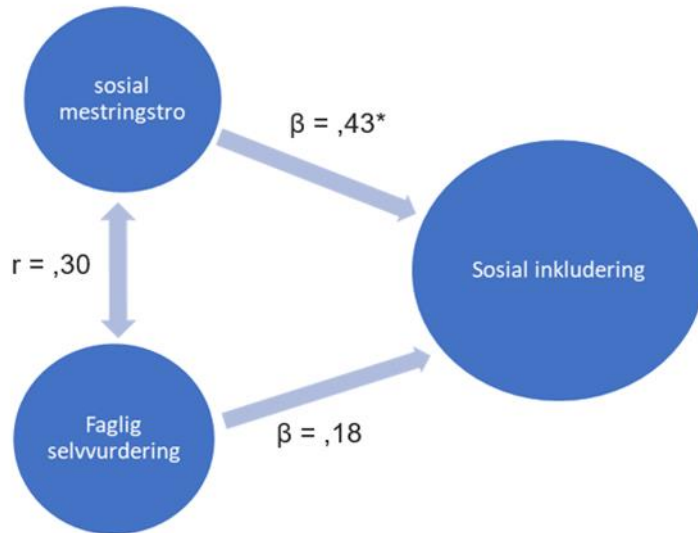 sosial
mestringstro
β = ,43*
Sosial inkludering
r = ,30
Faglig
selvvurdering
β = ,18